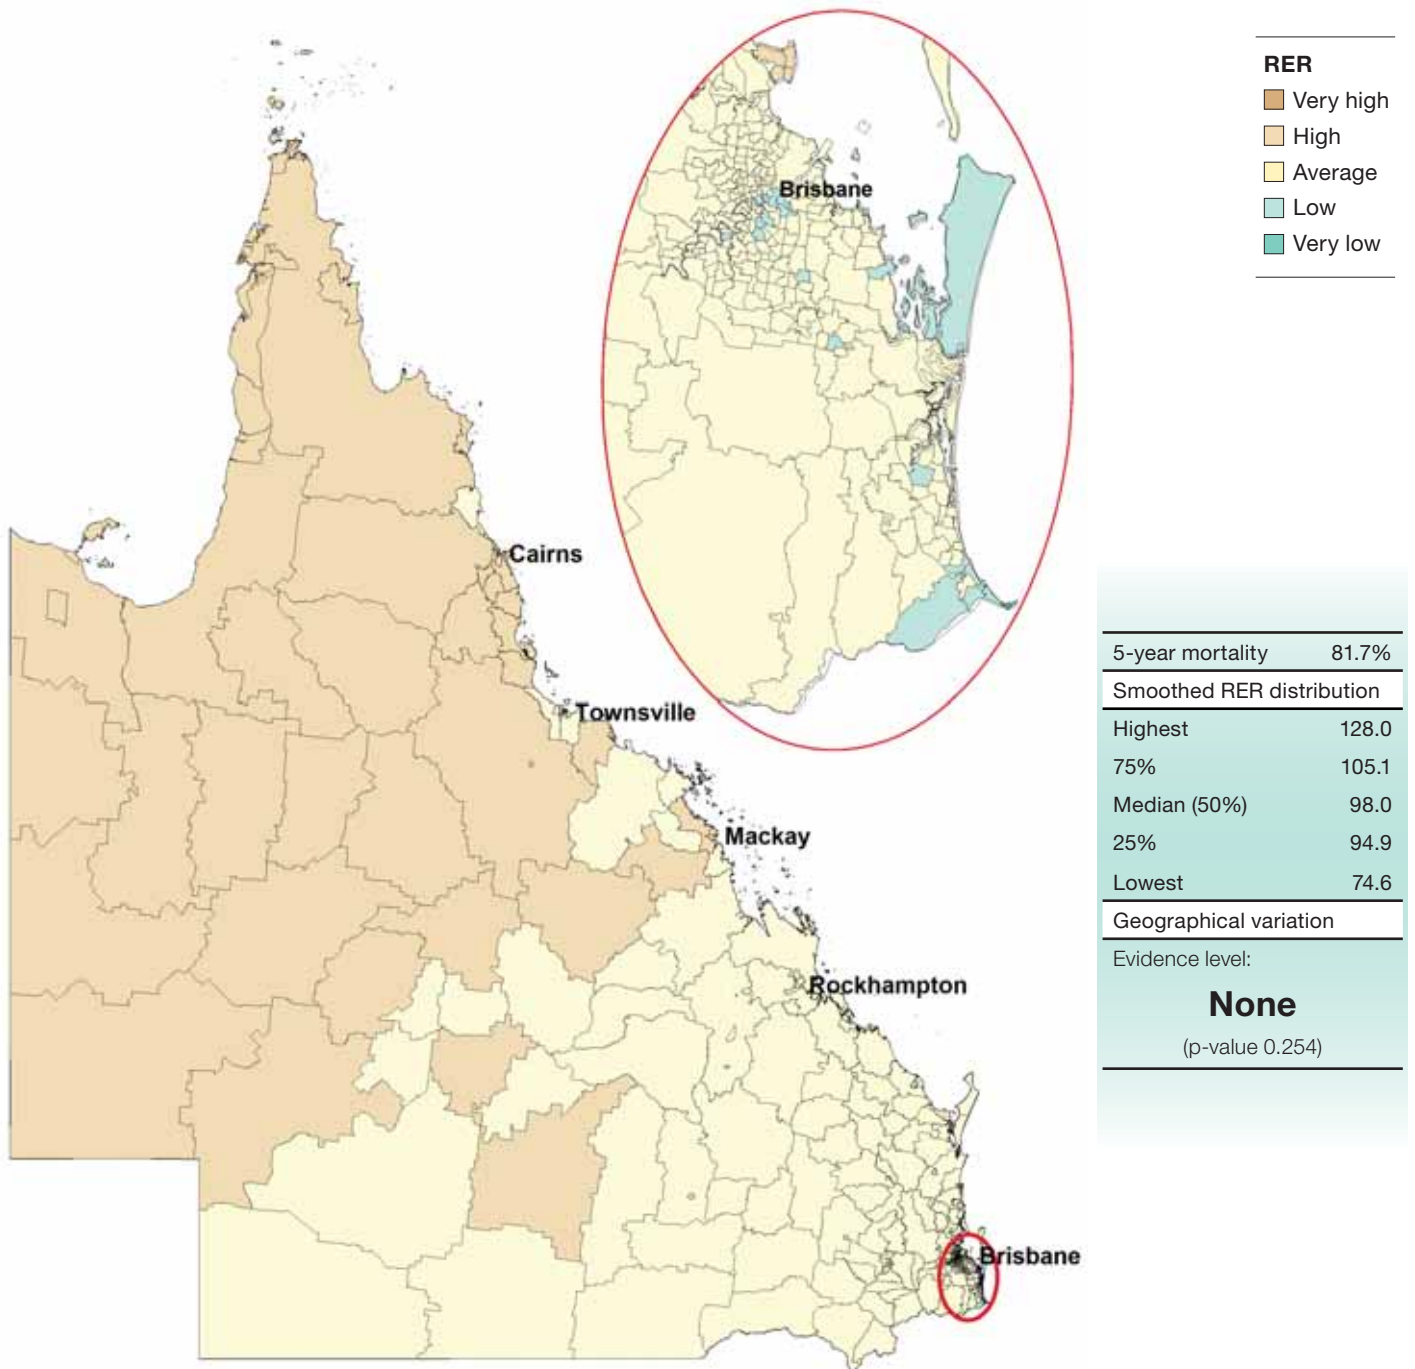 RER
Very high
High
Average
Low
Very low
Brisbane
Cairns
Townsville
Mackay
Rockhampton
Brisbane
5-year mortality 81.7%
Smoothed RER distribution
Highest 128.0
75% 105.1
Median (50%) 98.0
25% 94.9
Lowest 74.6
Geographical variation
Evidence level:
None
(p-value 0.254)